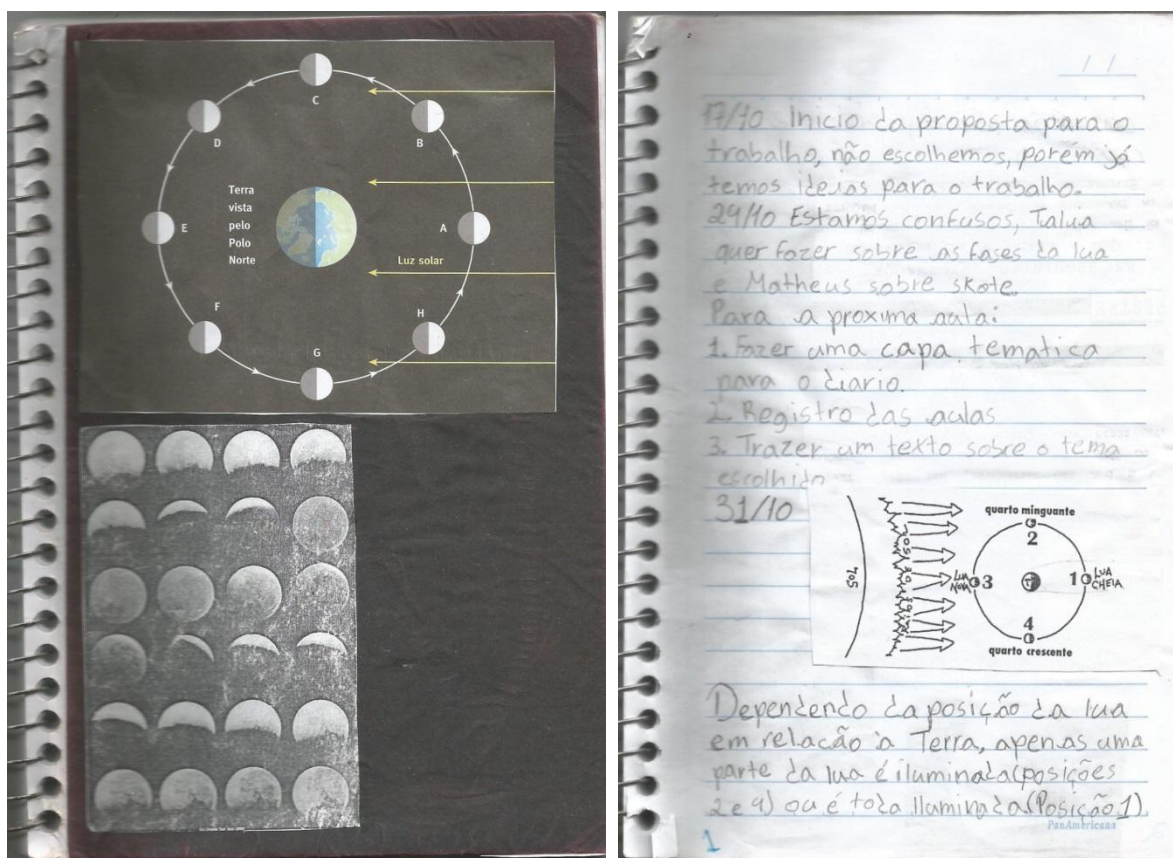 C
D
B
Terra
vista
pelo
Polo
Norte
E
A
Luz solar
F
H
G
/ /
17/10 Inicio da proposta para o
trabalho, não escolhemos, porém já
temos ideias para o trabalho.
24/10 Estamos confusos, Talua
quer fazer sobre as fases da lua
e Matheus sobre skate.
Para a proxima aula:
1. Fazer uma capa tematica
para o diario.
2. Registro das aulas
3. Trazer um texto sobre o tema
escolhido
31/10
quarto minguante
2
SOL
RAIOS DO SOL
LUA NOVA 3
T
1 LUA CHEIA
4
quarto crescente
Dependendo da posição da lua
em relação a Terra, apenas uma
parte da lua é iluminada (posições
2 e 4) ou é toda iluminada (Posição 1)
PanAmericana
1